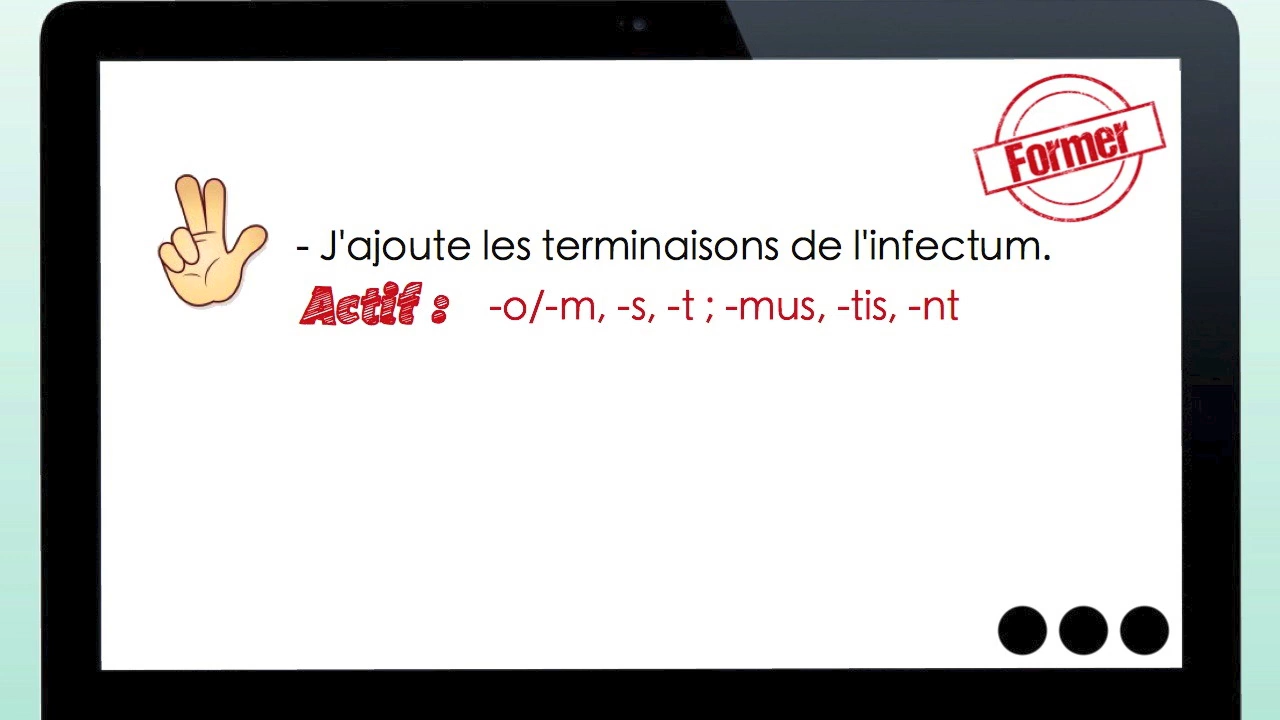 Former
- J'ajoute les terminaisons de l'infectum.
Actif : -o/-m, -s, -t ; -mus, -tis, -nt